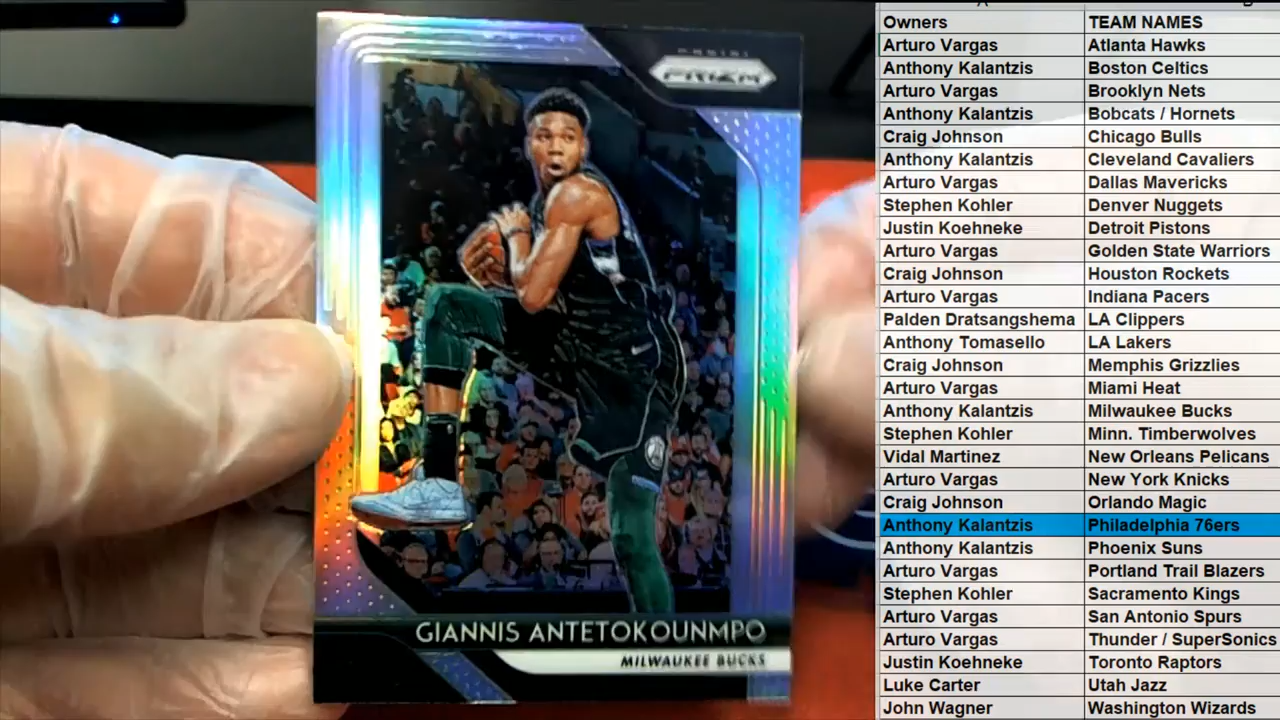 PANINI
PRIZM
GIANNIS ANTETOKOUNMPO
MILWAUKEE BUCKS
Owners TEAM NAMES
Arturo Vargas Atlanta Hawks
Anthony Kalantzis Boston Celtics
Arturo Vargas Brooklyn Nets
Anthony Kalantzis Bobcats / Hornets
Craig Johnson Chicago Bulls
Anthony Kalantzis Cleveland Cavaliers
Arturo Vargas Dallas Mavericks
Stephen Kohler Denver Nuggets
Justin Koehneke Detroit Pistons
Arturo Vargas Golden State Warriors
Craig Johnson Houston Rockets
Arturo Vargas Indiana Pacers
Palden Dratsangshema LA Clippers
Anthony Tomasello LA Lakers
Craig Johnson Memphis Grizzlies
Arturo Vargas Miami Heat
Anthony Kalantzis Milwaukee Bucks
Stephen Kohler Minn. Timberwolves
Vidal Martinez New Orleans Pelicans
Arturo Vargas New York Knicks
Craig Johnson Orlando Magic
Anthony Kalantzis Philadelphia 76ers
Anthony Kalantzis Phoenix Suns
Arturo Vargas Portland Trail Blazers
Stephen Kohler Sacramento Kings
Arturo Vargas San Antonio Spurs
Arturo Vargas Thunder / SuperSonics
Justin Koehneke Toronto Raptors
Luke Carter Utah Jazz
John Wagner Washington Wizards